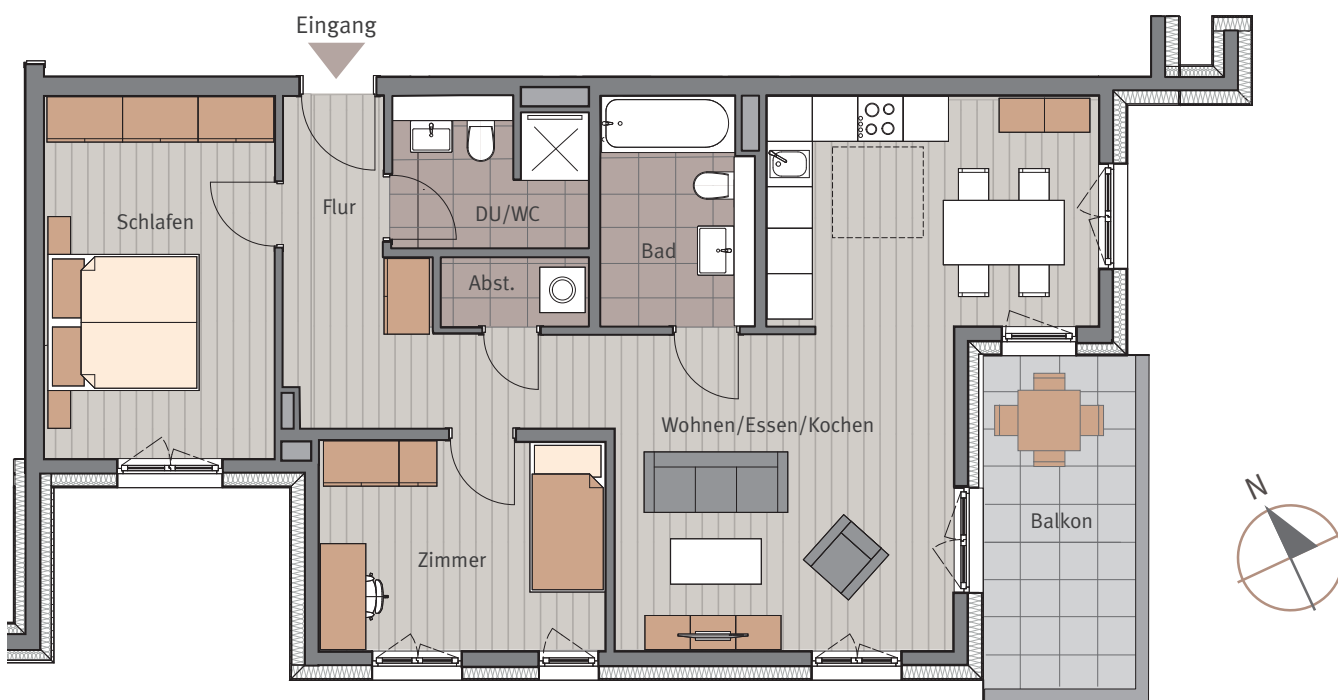 Eingang
Schlafen
Flur
DU/WC
Abst.
Bad
Wohnen/Essen/Kochen
Zimmer
Balkon
N